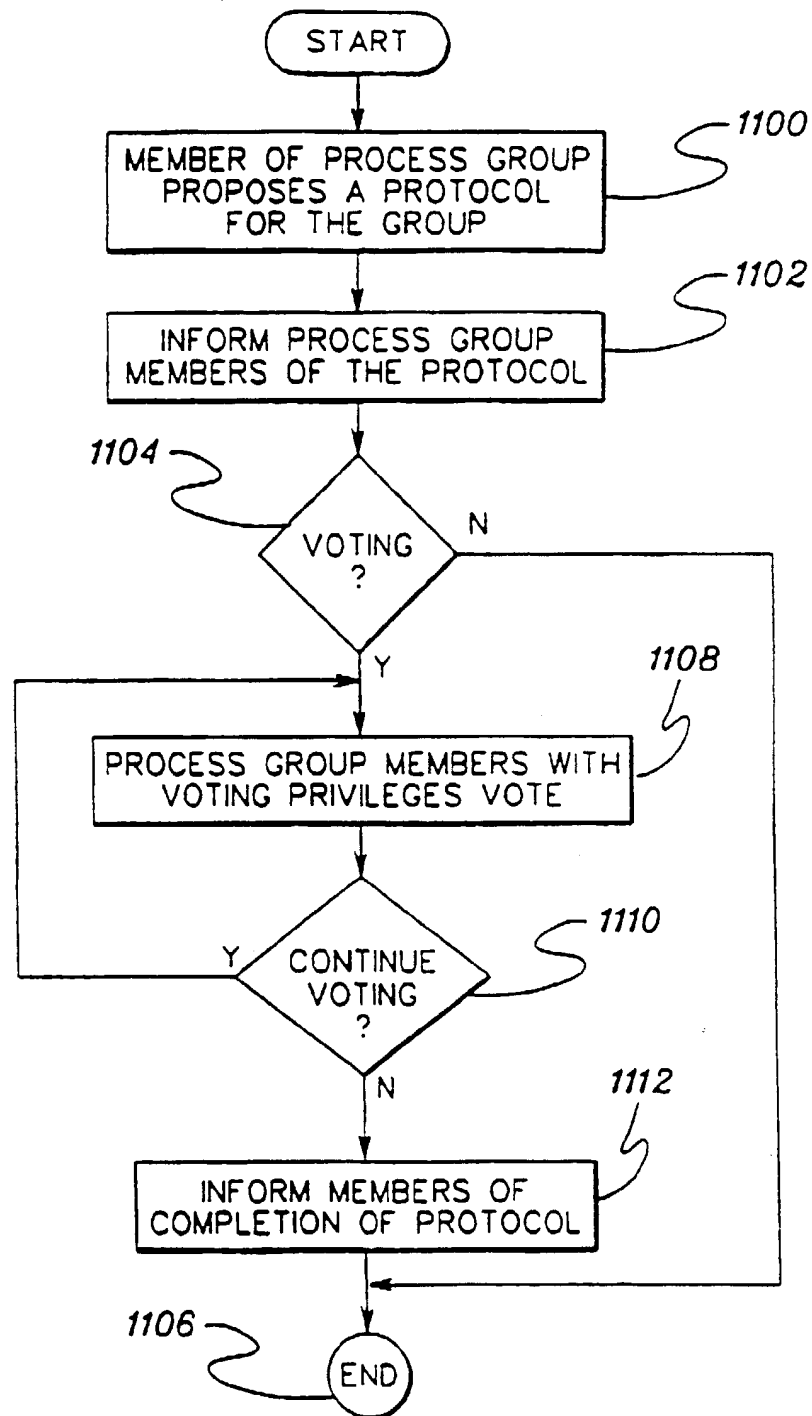 START
1100
MEMBER OF PROCESS GROUP
PROPOSES A PROTOCOL
FOR THE GROUP
1102
INFORM PROCESS GROUP
MEMBERS OF THE PROTOCOL
1104
N
VOTING
?
Y
1108
PROCESS GROUP MEMBERS WITH
VOTING PRIVILEGES VOTE
1110
Y
CONTINUE
VOTING
?
N
1112
INFORM MEMBERS OF
COMPLETION OF PROTOCOL
1106
END